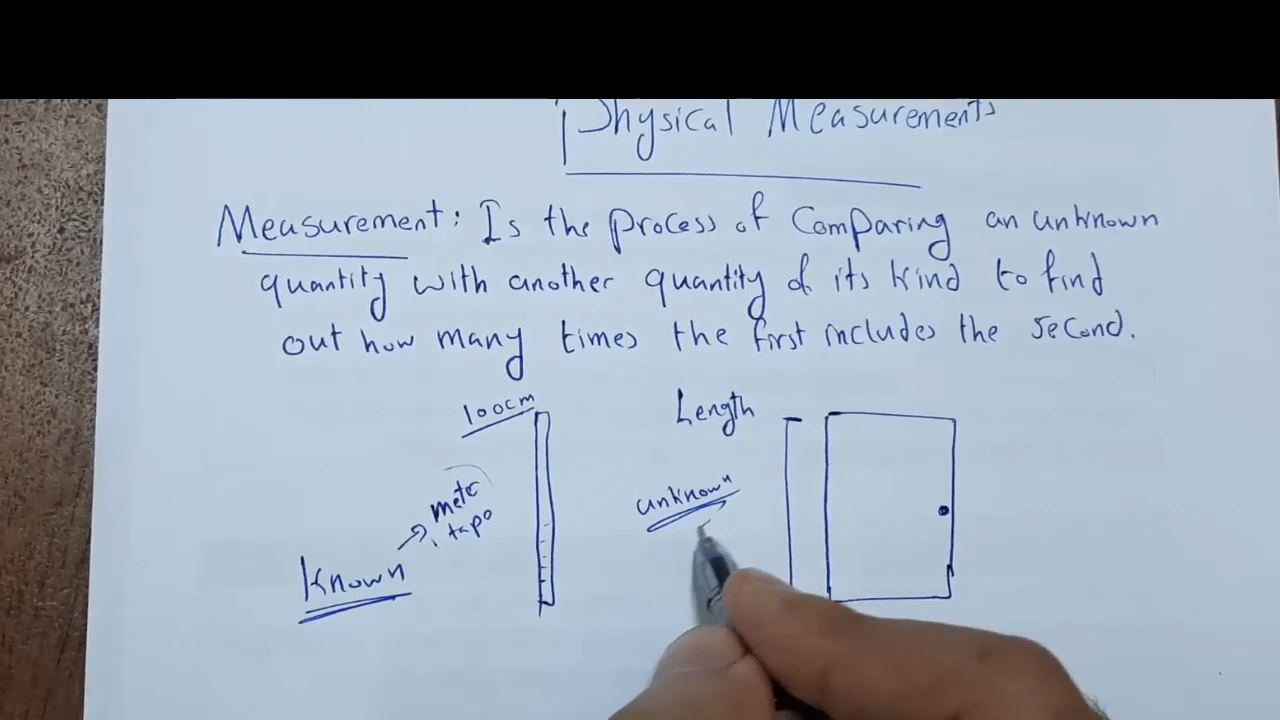 Physical Measurements
Measurement: Is the process of comparing an unknown
quantity with another quantity of its kind to find
out how many times the first includes the second.
100cm
Length
unknown
mete
tape
Known